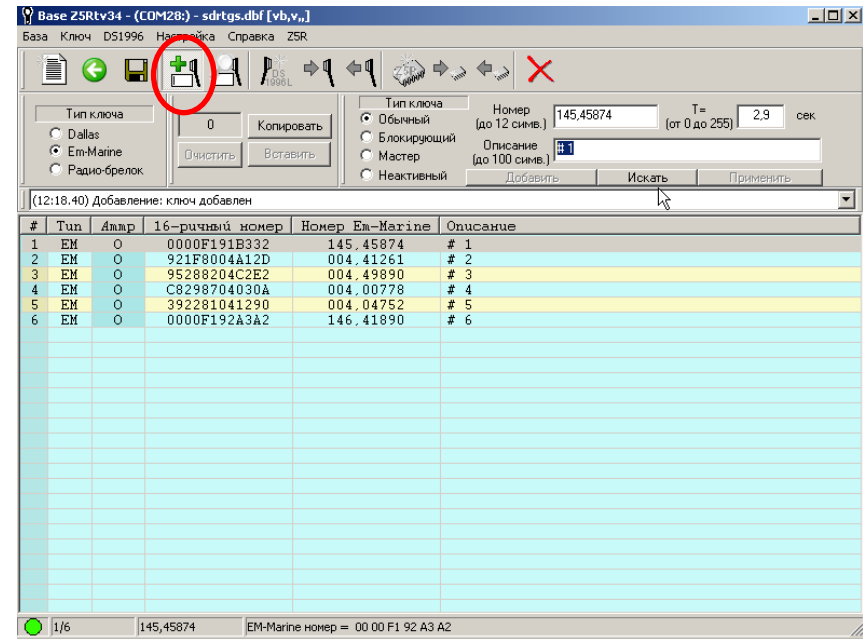 Base Z5Rtv34 - (COM28:) - sdrtgs.dbf [vb,v,,]
База Ключ DS1996 Настройка Справка Z5R
DS 1996L Z5R
Тип ключа
Dallas
Em-Marine
Радио-брелок
0 Копировать
Очистить Вставить
Тип ключа
Обычный
Блокирующий
Мастер
Неактивный
Номер (до 12 симв.) 145,45874 T= (от 0 до 255) 2,9 сек
Описание (до 100 симв.) # 1
Добавить Искать Применить
(12:18.40) Добавление: ключ добавлен
# Тип Атр 16-ричный номер Номер Em-Marine Описание
1 EM O 0000F191B332 145,45874 # 1
2 EM O 921F8004A12D 004,41261 # 2
3 EM O 95288204C2E2 004,49890 # 3
4 EM O C8298704030A 004,00778 # 4
5 EM O 392281041290 004,04752 # 5
6 EM O 0000F192A3A2 146,41890 # 6
1/6 145,45874 EM-Marine номер = 00 00 F1 92 A3 A2